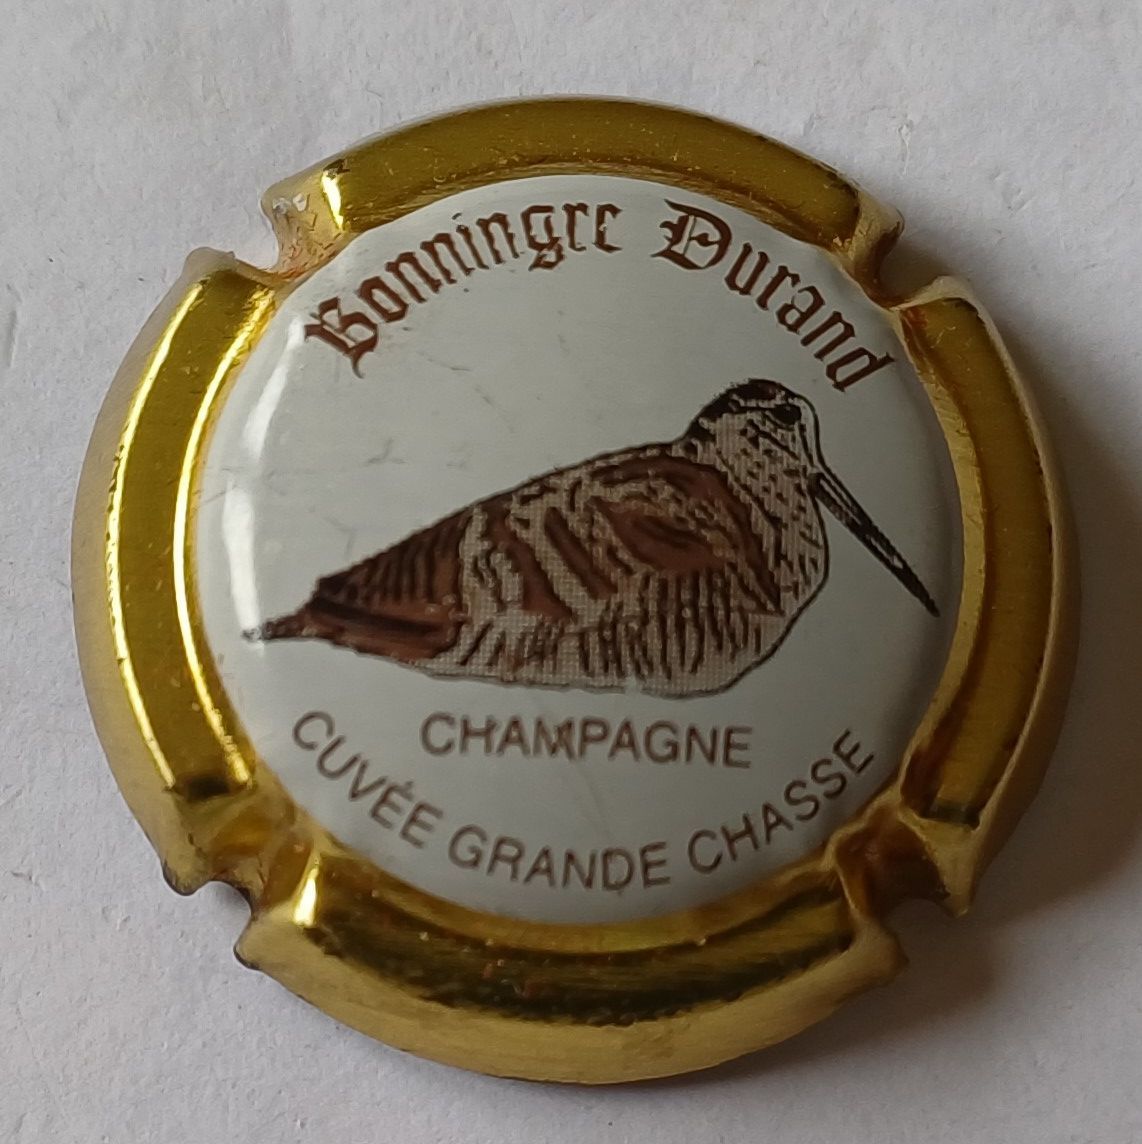 Bonningre Durand
CHAMPAGNE
CUVÉE GRANDE CHASSE